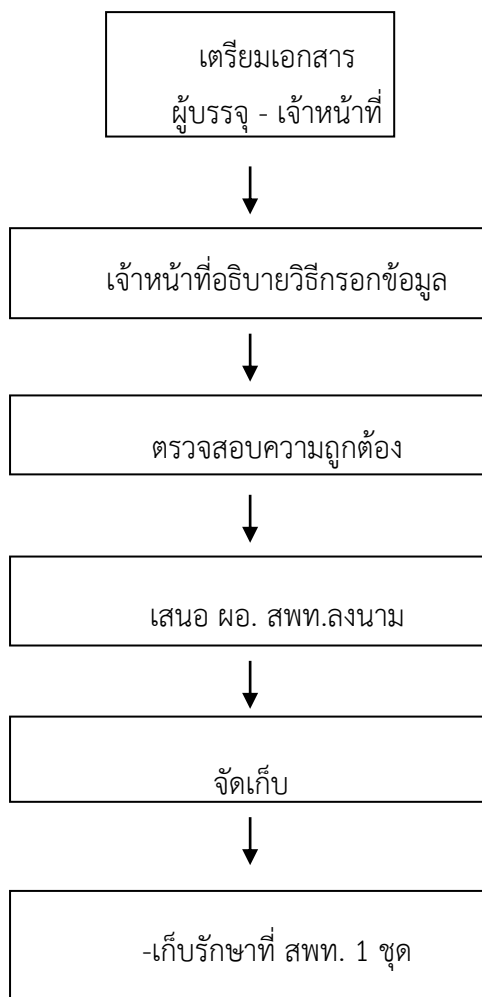 เตรียมเอกสาร
ผู้บรรจุ - เจ้าหน้าที่
เจ้าหน้าที่อธิบายวิธีกรอกข้อมูล
ตรวจสอบความถูกต้อง
เสนอ ผอ. สพท.ลงนาม
จัดเก็บ
-เก็บรักษาที่ สพท. 1 ชุด